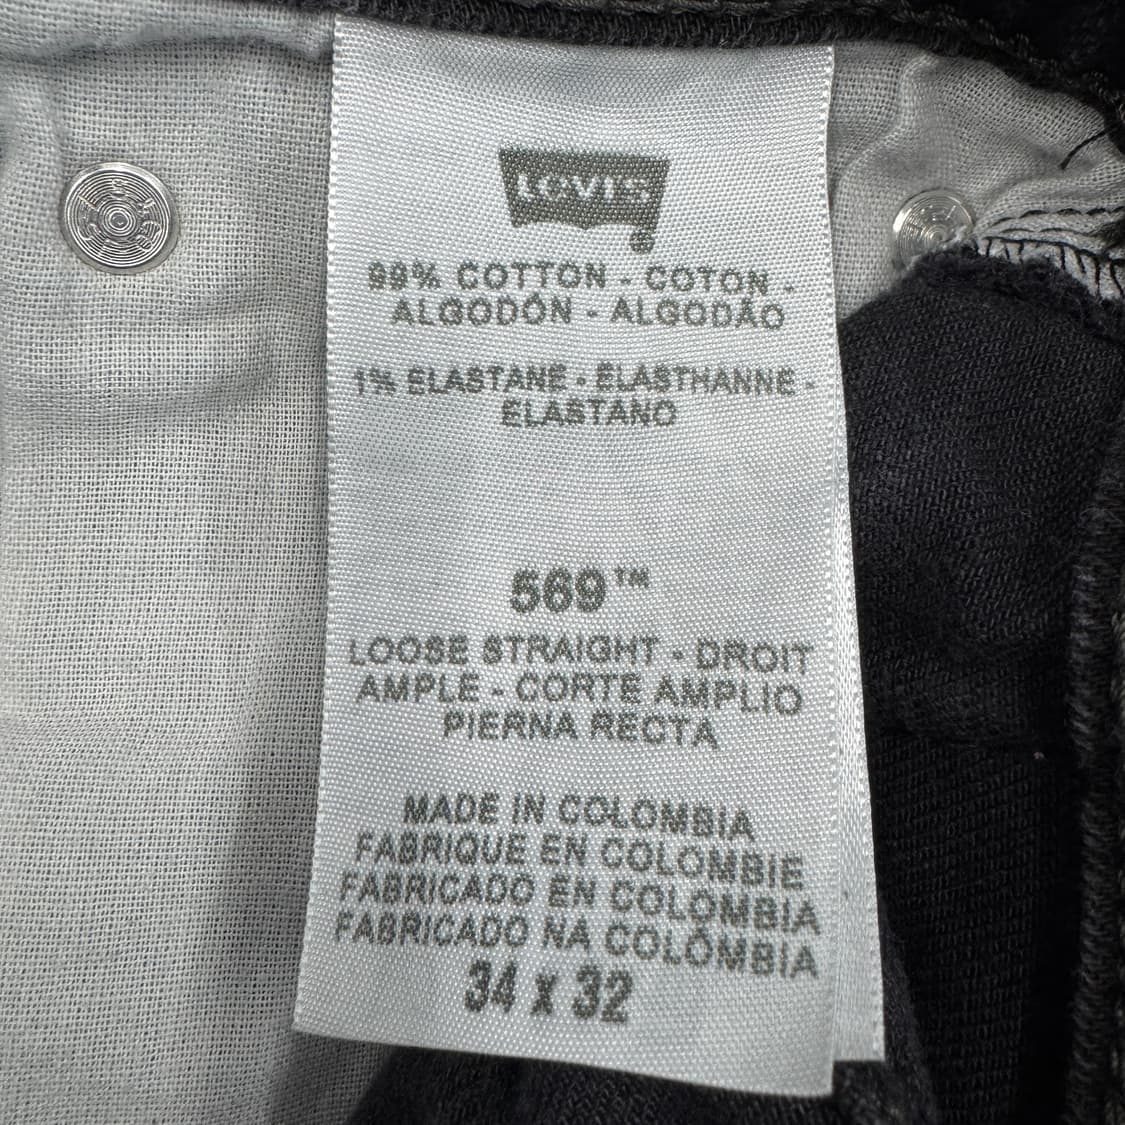 LEVI'S
99% COTTON - COTON -
ALGODÓN - ALGODÃO
1% ELASTANE - ÉLASTHANNE -
ELASTANO
569™
LOOSE STRAIGHT - DROIT
AMPLE - CORTE AMPLIO
PIERNA RECTA
MADE IN COLOMBIA
FABRIQUE EN COLOMBIE
FABRICADO EN COLOMBIA
FABRICADO NA COLÔMBIA
34 x 32